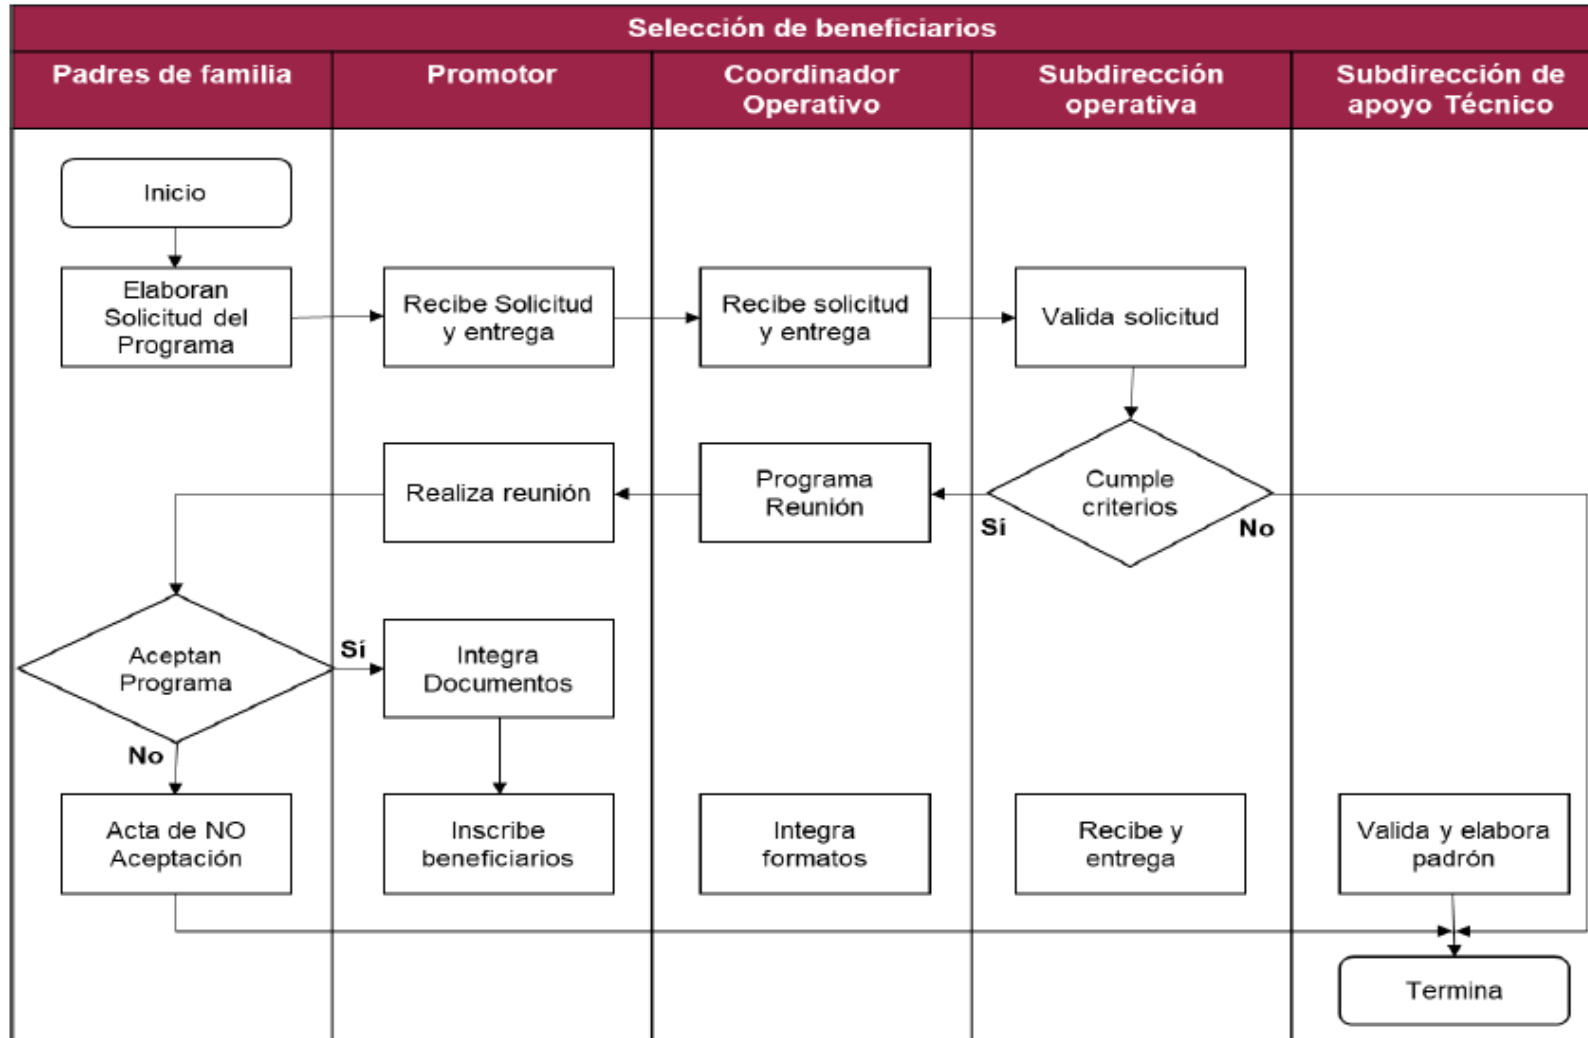 Selección de beneficiarios
Padres de familia
Promotor
Coordinador
Operativo
Subdirección
operativa
Subdirección de
apoyo Técnico
Inicio
Elaboran
Solicitud del
Programa
Recibe Solicitud
y entrega
Recibe solicitud
y entrega
Valida solicitud
Realiza reunión
Programa
Reunión
Cumple
criterios
Sí
No
Aceptan
Programa
Sí
No
Integra
Documentos
Acta de NO
Aceptación
Inscribe
beneficiarios
Integra
formatos
Recibe y
entrega
Valida y elabora
padrón
Termina